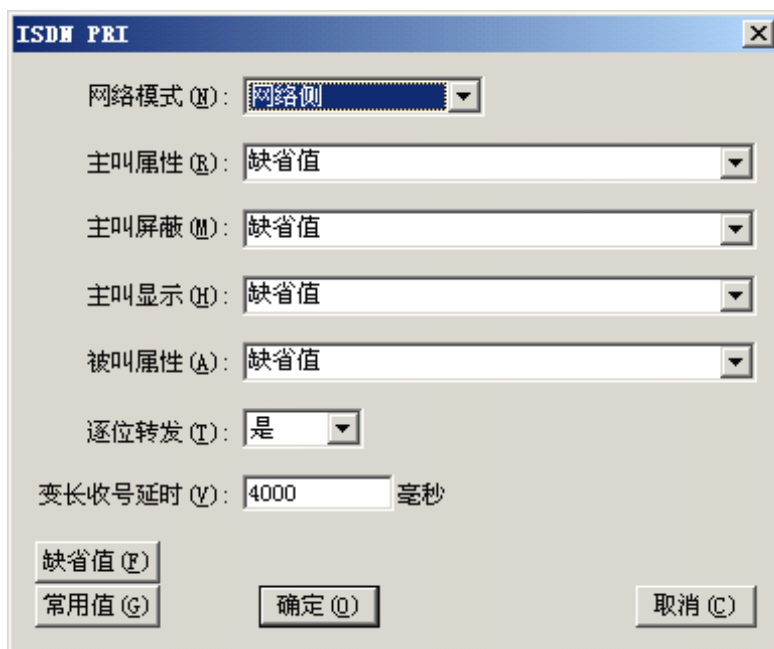 ISDN PRI
网络模式(N): 网络侧
主叫属性(R): 缺省值
主叫屏蔽(M): 缺省值
主叫显示(H): 缺省值
被叫属性(A): 缺省值
逐位转发(T): 是
变长收号延时(V): 4000 毫秒
缺省值(F)
常用值(G) 确定(O) 取消(C)